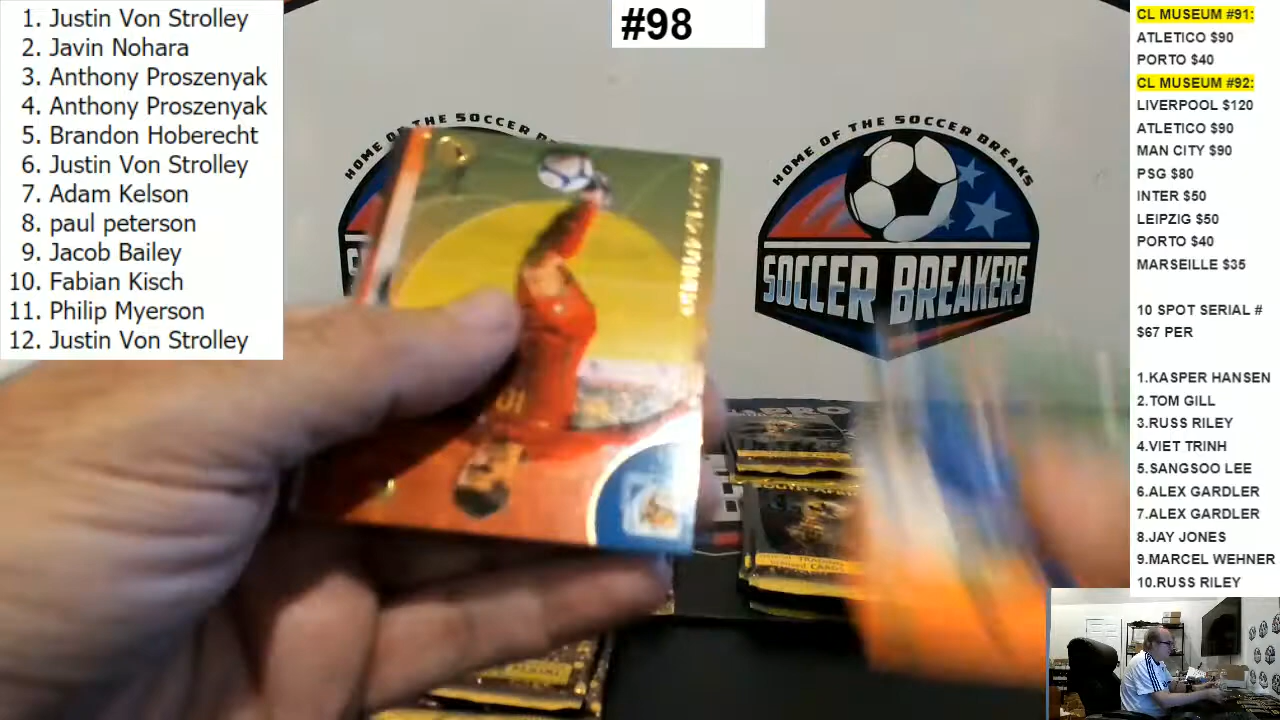 1. Justin Von Strolley
2. Javin Nohara
3. Anthony Proszenyak
4. Anthony Proszenyak
5. Brandon Hoberecht
6. Justin Von Strolley
7. Adam Kelson
8. paul peterson
9. Jacob Bailey
10. Fabian Kisch
11. Philip Myerson
12. Justin Von Strolley
#98
HOME OF THE SOCCER
HOME OF THE SOCCER BREAKS
SOCCER BREAKERS
CL MUSEUM #91:
ATLETICO $90
PORTO $40
CL MUSEUM #92:
LIVERPOOL $120
ATLETICO $90
MAN CITY $90
PSG $80
INTER $50
LEIPZIG $50
PORTO $40
MARSEILLE $35
10 SPOT SERIAL #
$67 PER
1.KASPER HANSEN
2.TOM GILL
3.RUSS RILEY
4.VIET TRINH
5.SANGSOO LEE
6.ALEX GARDLER
7.ALEX GARDLER
8.JAY JONES
9.MARCEL WEHNER
10.RUSS RILEY